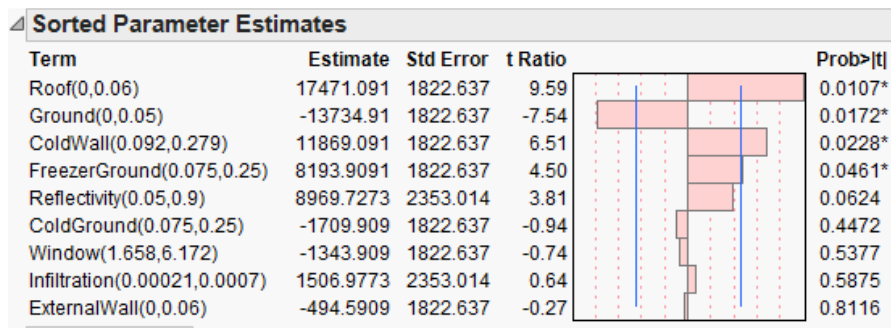 Sorted Parameter Estimates
Term Estimate Std Error t Ratio Prob>|t|
Roof(0,0.06) 17471.091 1822.637 9.59 0.0107*
Ground(0,0.05) -13734.91 1822.637 -7.54 0.0172*
ColdWall(0.092,0.279) 11869.091 1822.637 6.51 0.0228*
FreezerGround(0.075,0.25) 8193.9091 1822.637 4.50 0.0461*
Reflectivity(0.05,0.9) 8969.7273 2353.014 3.81 0.0624
ColdGround(0.075,0.25) -1709.909 1822.637 -0.94 0.4472
Window(1.658,6.172) -1343.909 1822.637 -0.74 0.5377
Infiltration(0.00021,0.0007) 1506.9773 2353.014 0.64 0.5875
ExternalWall(0,0.06) -494.5909 1822.637 -0.27 0.8116